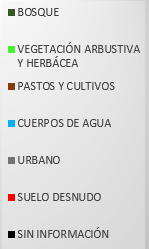 BOSQUE
VEGETACIÓN ARBUSTIVA
Y HERBÁCEA
PASTOS Y CULTIVOS
CUERPOS DE AGUA
URBANO
SUELO DESNUDO
SIN INFORMACIÓN